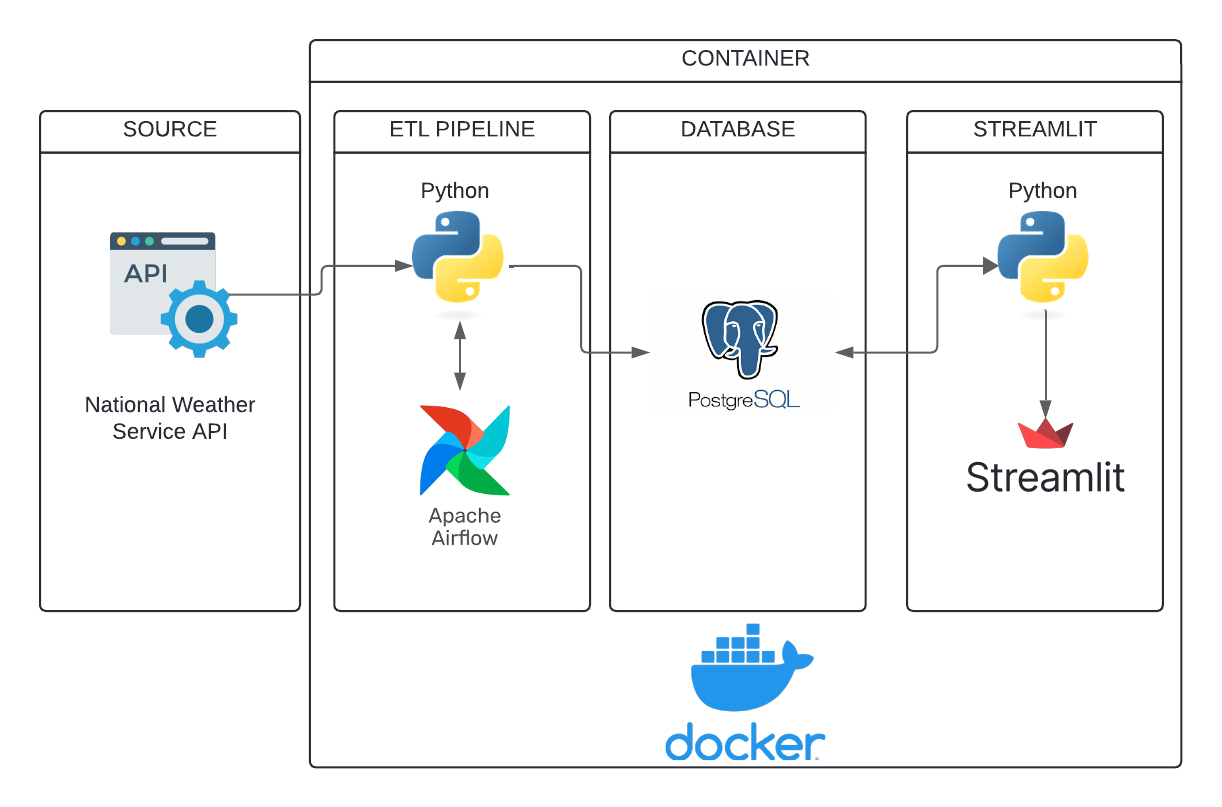 CONTAINER
SOURCE
ETL PIPELINE
DATABASE
STREAMLIT
Python
Python
API
National Weather
Service API
PostgreSQL
Streamlit
Apache
Airflow
docker